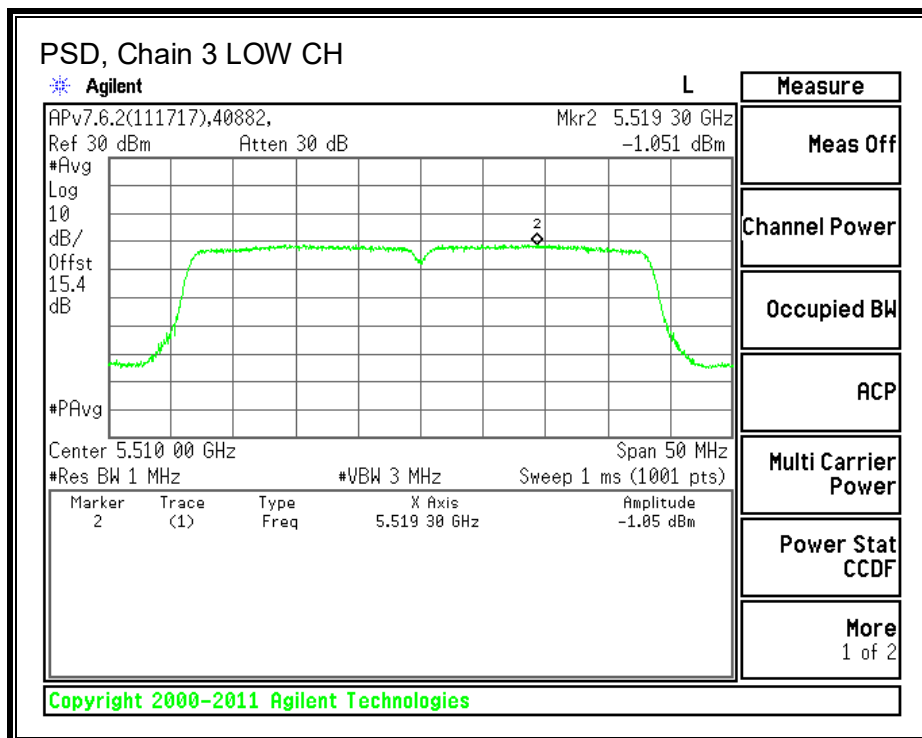 PSD, Chain 3 LOW CH
Agilent
L
APv7.6.2(111717),40882,
Mkr2 5.519 30 GHz
Ref 30 dBm
Atten 30 dB
-1.051 dBm
#Avg
Log
10
dB/
Offst
15.4
dB
2
#PAvg
Center 5.510 00 GHz
Span 50 MHz
#Res BW 1 MHz
#VBW 3 MHz
Sweep 1 ms (1001 pts)
Marker Trace Type X Axis Amplitude
2 (1) Freq 5.519 30 GHz -1.05 dBm
Measure
Meas Off
Channel Power
Occupied BW
ACP
Multi Carrier
Power
Power Stat
CCDF
More
1 of 2
Copyright 2000-2011 Agilent Technologies